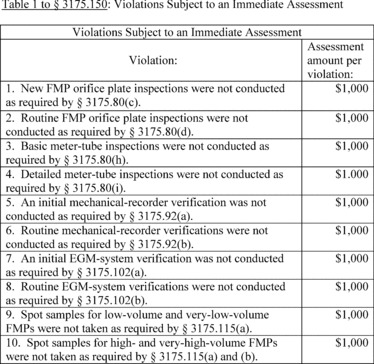 Table 1 to § 3175.150: Violations Subject to an Immediate Assessment
Violations Subject to an Immediate Assessment
Violation:
Assessment
amount per
violation:
1. New FMP orifice plate inspections were not conducted
as required by § 3175.80(c).
$1,000
2. Routine FMP orifice plate inspections were not
conducted as required by § 3175.80(d).
$1,000
3. Basic meter-tube inspections were not conducted as
required by § 3175.80(h).
$1,000
4. Detailed meter-tube inspections were not conducted as
required by § 3175.80(i).
$1.000
5. An initial mechanical-recorder verification was not
conducted as required by § 3175.92(a).
$1,000
6. Routine mechanical-recorder verifications were not
conducted as required by § 3175.92(b).
$1,000
7. An initial EGM-system verification was not conducted
as required by § 3175.102(a).
$1,000
8. Routine EGM-system verifications were not conducted
as required by § 3175.102(b).
$1,000
9. Spot samples for low-volume and very-low-volume
FMPs were not taken as required by § 3175.115(a).
$1,000
10. Spot samples for high- and very-high-volume FMPs
were not taken as required by § 3175.115(a) and (b).
$1,000